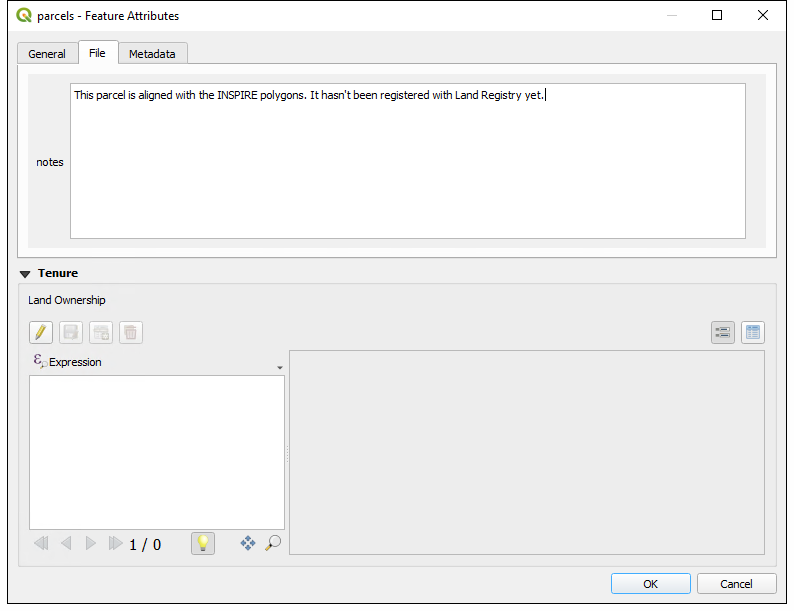 parcels - Feature Attributes
General File Metadata
notes
This parcel is aligned with the INSPIRE polygons. It hasn't been registered with Land Registry yet.
Tenure
Land Ownership
Expression
1 / 0
OK Cancel